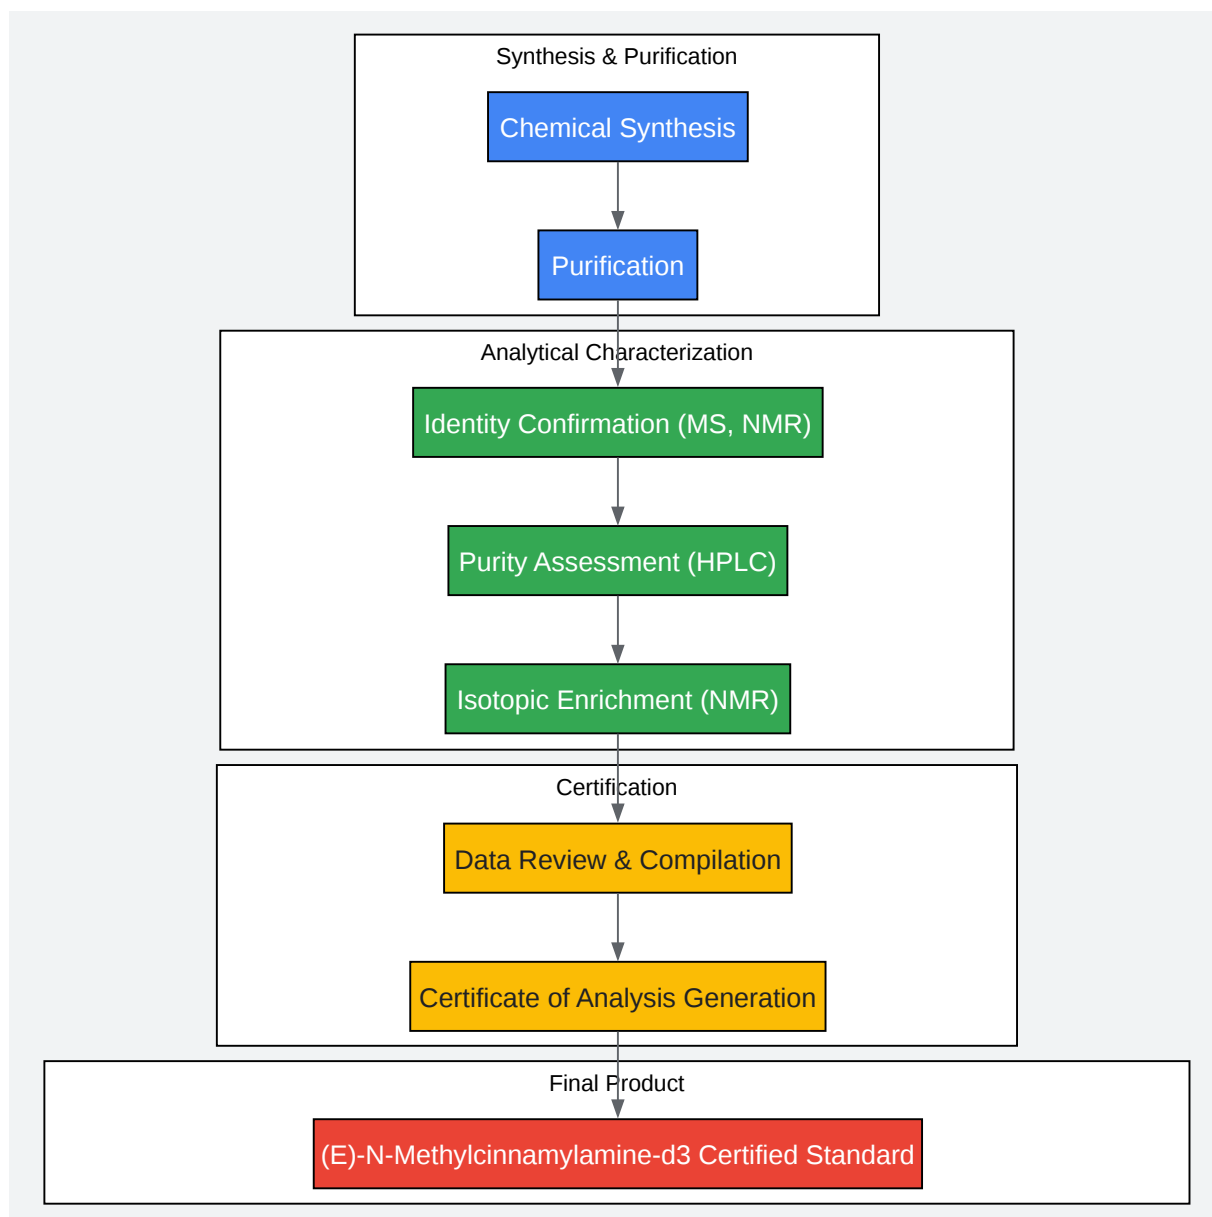 Synthesis & Purification
Chemical Synthesis
Purification
Analytical Characterization
Identity Confirmation (MS, NMR)
Purity Assessment (HPLC)
Isotopic Enrichment (NMR)
Certification
Data Review & Compilation
Certificate of Analysis Generation
Final Product
(E)-N-Methylcinnamylamine-d3 Certified Standard